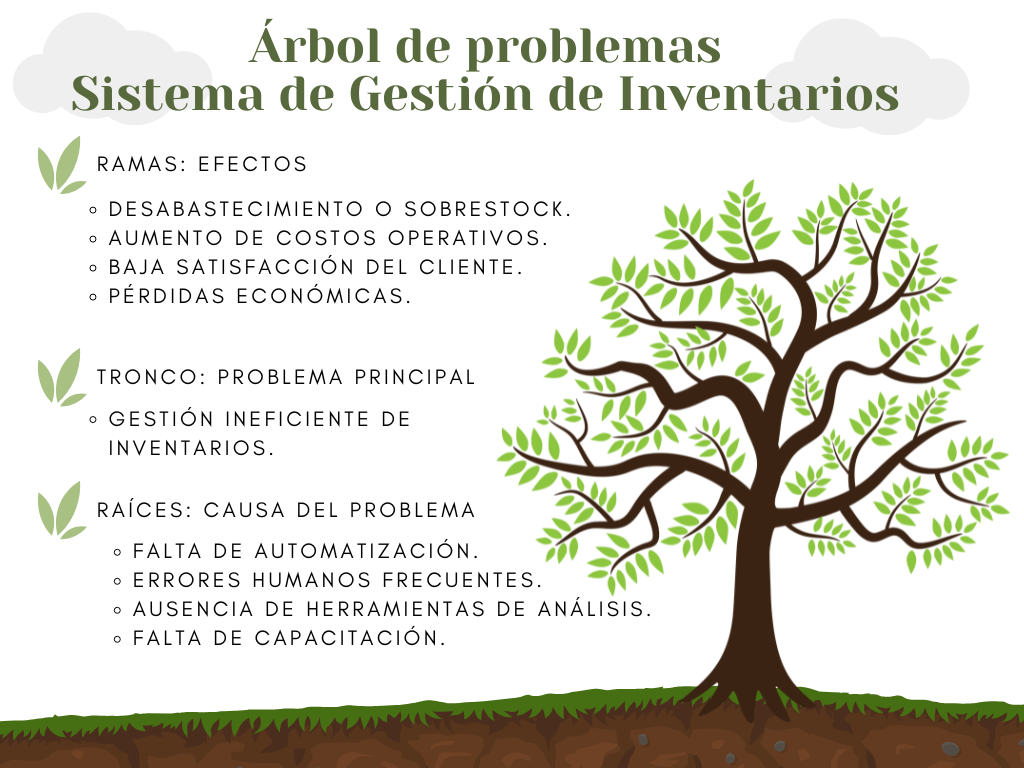 Árbol de problemas
Sistema de Gestión de Inventarios
RAMAS: EFECTOS
DESABASTECIMIENTO O SOBRESTOCK.
AUMENTO DE COSTOS OPERATIVOS.
BAJA SATISFACCIÓN DEL CLIENTE.
PÉRDIDAS ECONÓMICAS.
TRONCO: PROBLEMA PRINCIPAL
GESTIÓN INEFICIENTE DE
INVENTARIOS.
RAÍCES: CAUSA DEL PROBLEMA
FALTA DE AUTOMATIZACIÓN.
ERRORES HUMANOS FRECUENTES.
AUSENCIA DE HERRAMIENTAS DE ANÁLISIS.
FALTA DE CAPACITACIÓN.